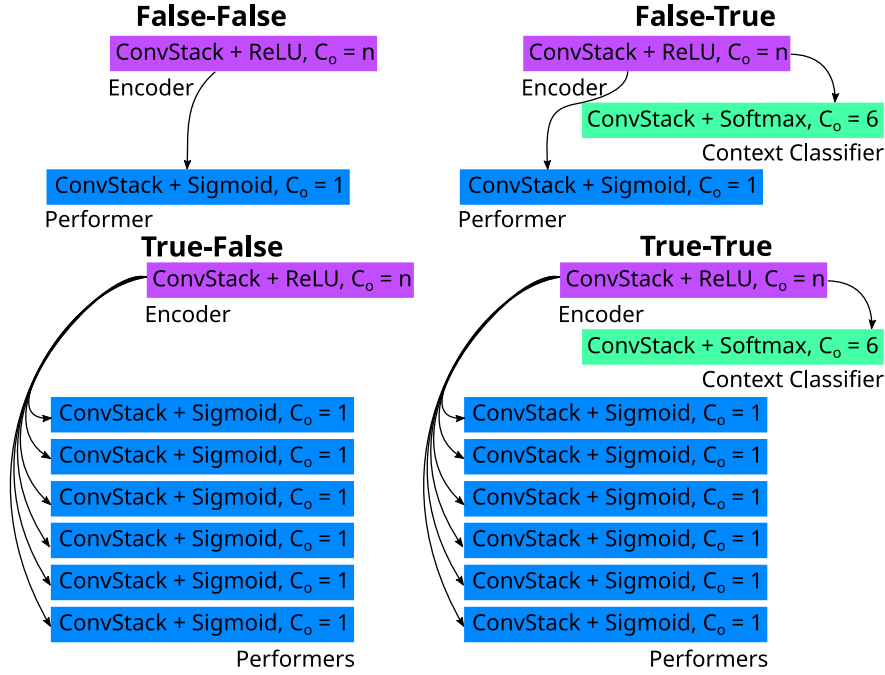 False-False
ConvStack + ReLU, Cₒ = n
Encoder
ConvStack + Sigmoid, Cₒ = 1
Performer
False-True
ConvStack + ReLU, Cₒ = n
Encoder
ConvStack + Softmax, Cₒ = 6
Context Classifier
ConvStack + Sigmoid, Cₒ = 1
Performer
True-False
ConvStack + ReLU, Cₒ = n
Encoder
ConvStack + Sigmoid, Cₒ = 1
ConvStack + Sigmoid, Cₒ = 1
ConvStack + Sigmoid, Cₒ = 1
ConvStack + Sigmoid, Cₒ = 1
ConvStack + Sigmoid, Cₒ = 1
ConvStack + Sigmoid, Cₒ = 1
Performers
True-True
ConvStack + ReLU, Cₒ = n
Encoder
ConvStack + Softmax, Cₒ = 6
Context Classifier
ConvStack + Sigmoid, Cₒ = 1
ConvStack + Sigmoid, Cₒ = 1
ConvStack + Sigmoid, Cₒ = 1
ConvStack + Sigmoid, Cₒ = 1
ConvStack + Sigmoid, Cₒ = 1
ConvStack + Sigmoid, Cₒ = 1
Performers